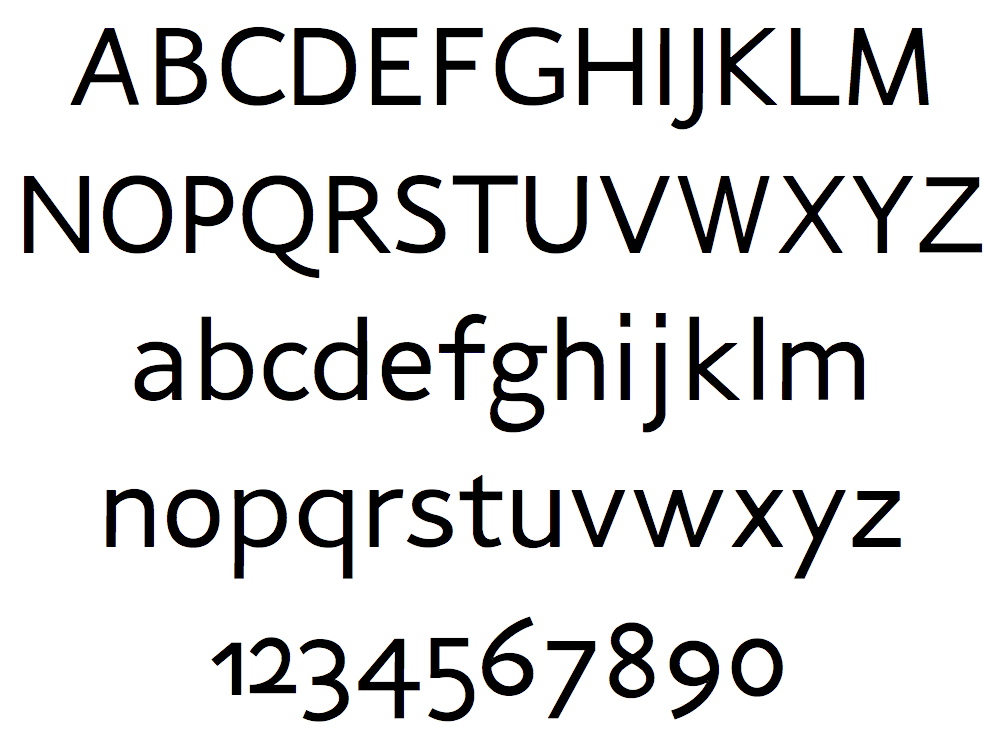 ABCDEFGHIJKLM
NOPQRSTUVWXYZ
abcdefghijklm
nopqrstuvwxyz
1234567890